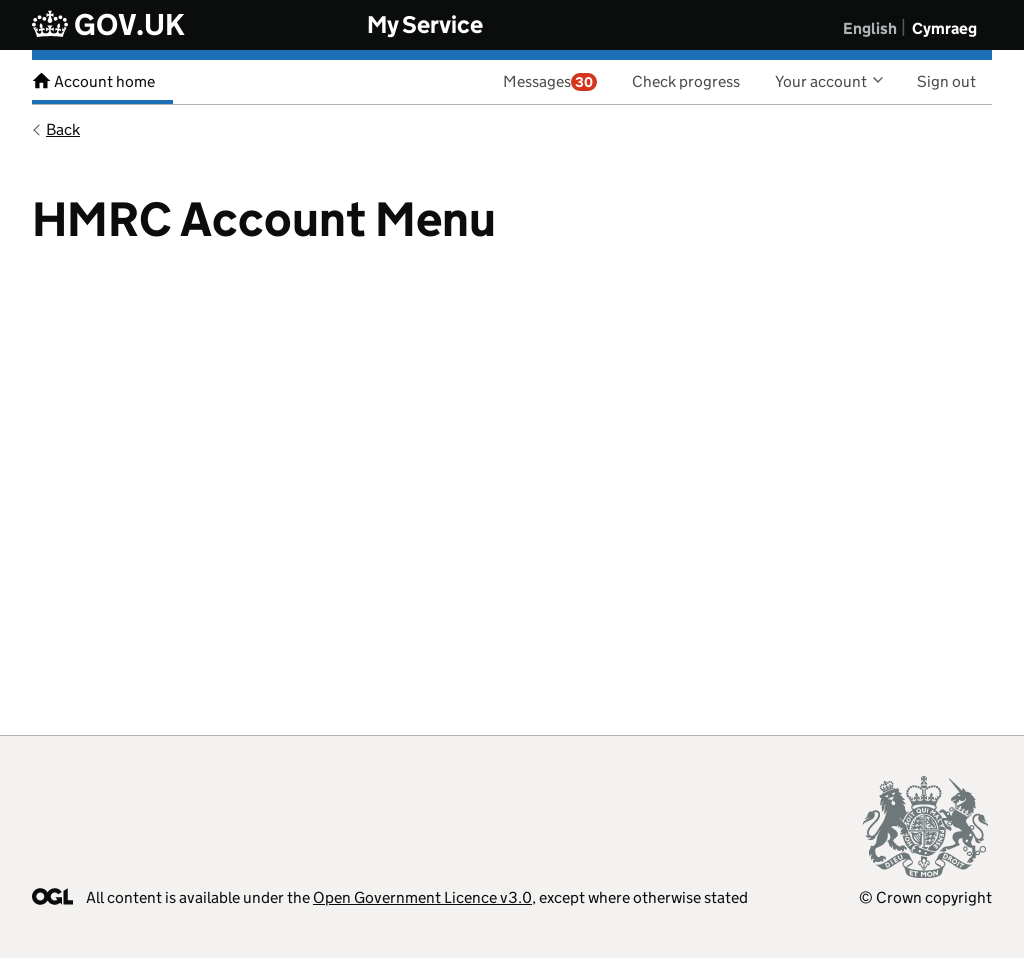 GOV.UK
My Service
English
Cymraeg
Account home
Messages 30
Check progress
Your account
Sign out
Back
HMRC Account Menu
DIEU ET MON DROIT
OGL
All content is available under the Open Government Licence v3.0, except where otherwise stated
© Crown copyright